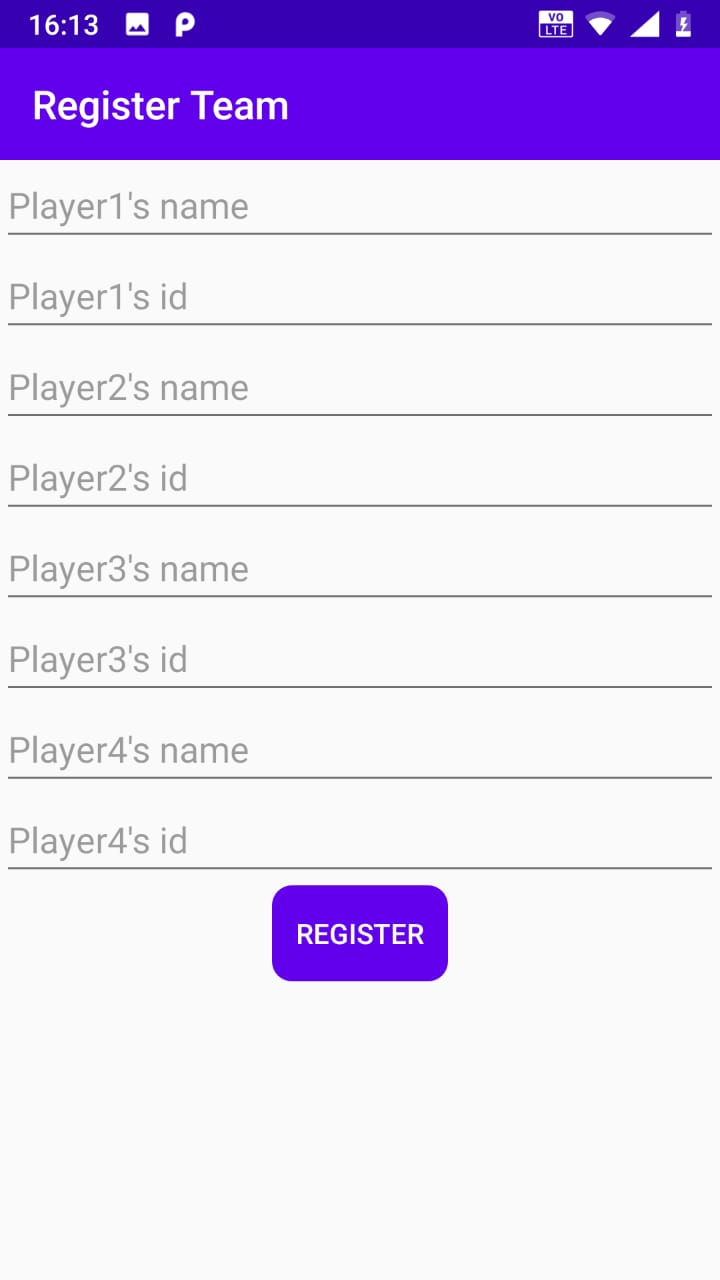 16:13 VO LTE
Register Team
Player1's name
Player1's id
Player2's name
Player2's id
Player3's name
Player3's id
Player4's name
Player4's id
REGISTER